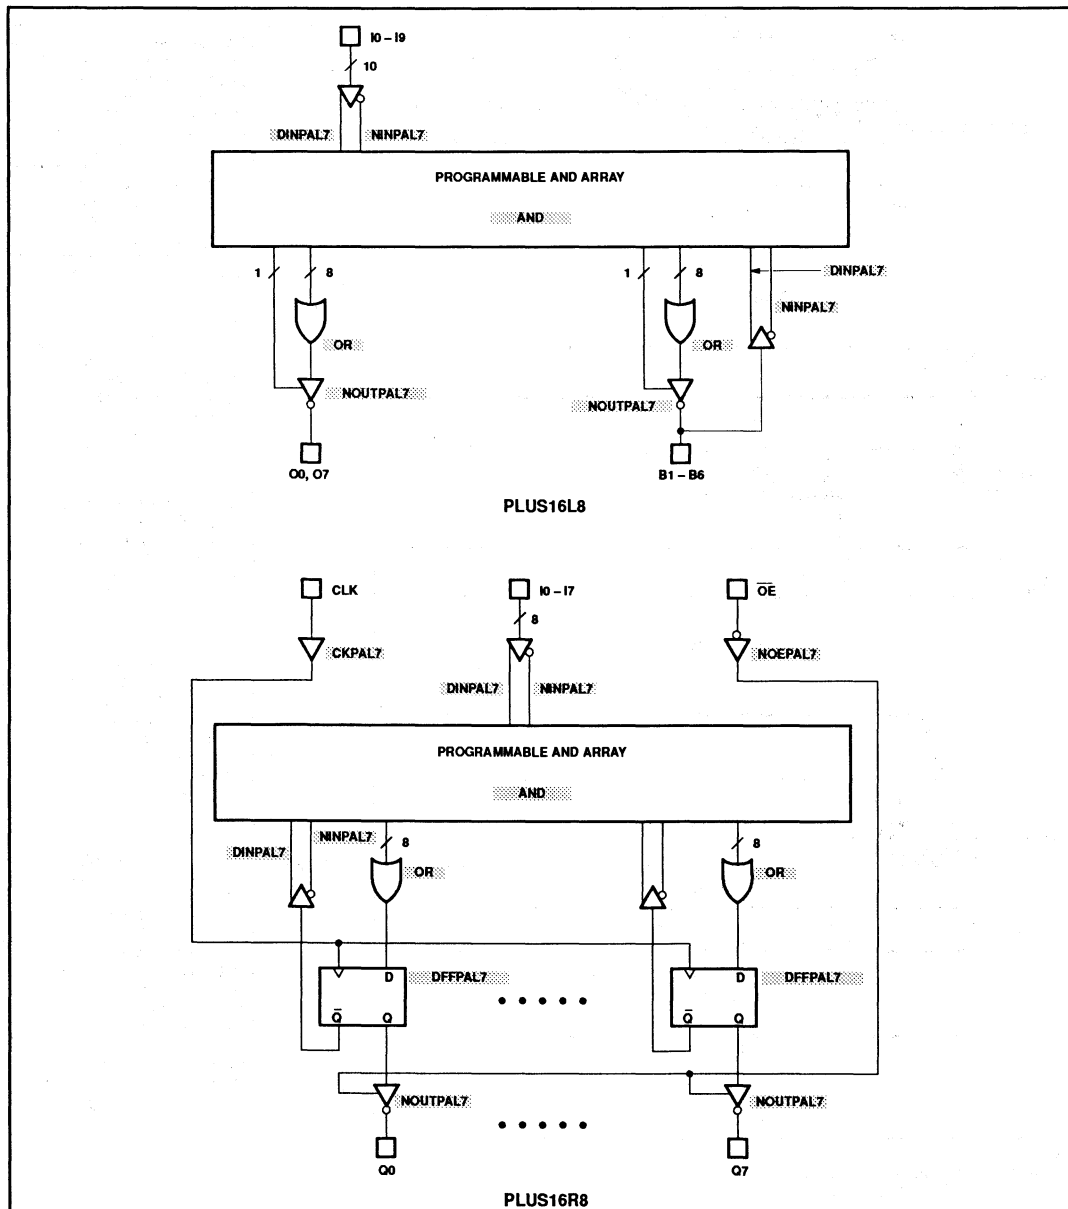 I0 – I9
10
DINPAL7 NINPAL7
PROGRAMMABLE AND ARRAY
AND
1 8 1 8
DINPAL7
NINPAL7
OR OR
NOUTPAL7 NOUTPAL7
O0, O7 B1 – B6
PLUS16L8
CLK I0 – I7 O̅E̅
8
CKPAL7 NOEPAL7
DINPAL7 NINPAL7
PROGRAMMABLE AND ARRAY
AND
NINPAL7 8 8
DINPAL7
OR OR
D DFFPAL7 D DFFPAL7
Q̅ Q Q̅ Q
NOUTPAL7 NOUTPAL7
Q0 Q7
PLUS16R8